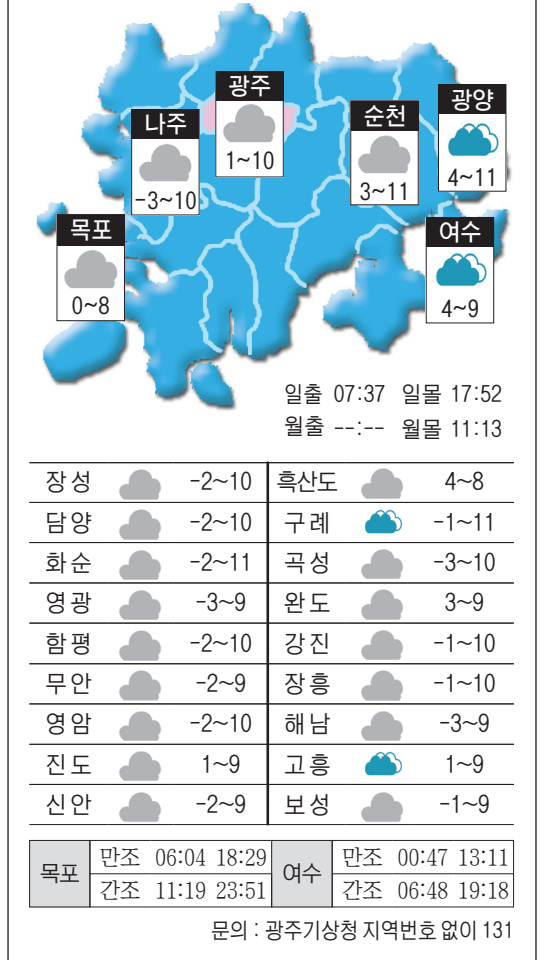 광주
1~10
나주
-3~10
순천
3~11
광양
4~11
목포
0~8
여수
4~9
일출 07:37 일몰 17:52
월출 --:-- 월몰 11:13
장성 -2~10 흑산도 4~8
담양 -2~10 구례 -1~11
화순 -2~11 곡성 -3~10
영광 -3~9 완도 3~9
함평 -2~10 강진 -1~10
무안 -2~9 장흥 -1~10
영암 -2~10 해남 -3~9
진도 1~9 고흥 1~9
신안 -2~9 보성 -1~9
목포 만조 06:04 18:29 여수 만조 00:47 13:11
간조 11:19 23:51 간조 06:48 19:18
문의 : 광주기상청 지역번호 없이 131